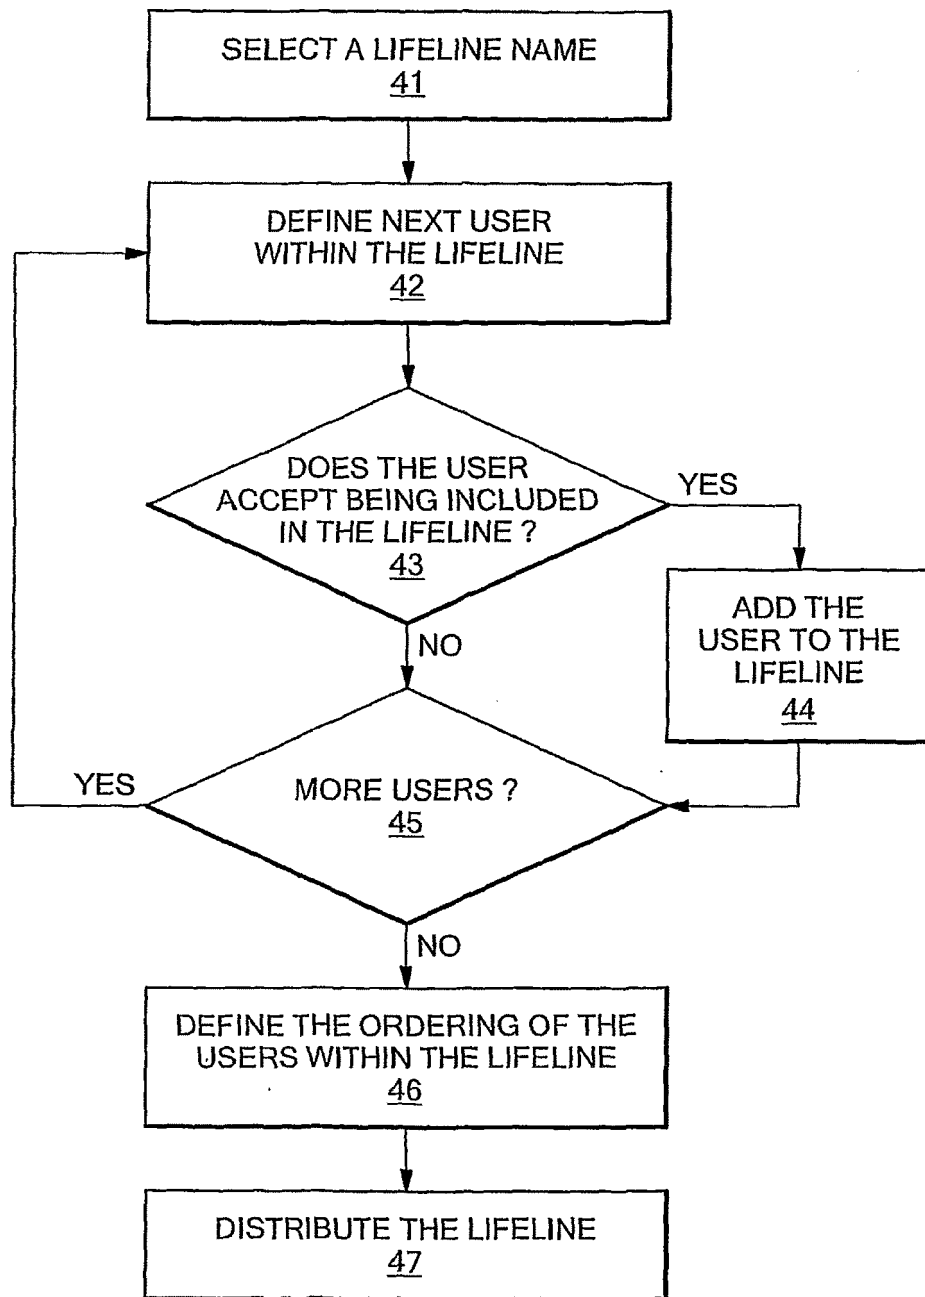 SELECT A LIFELINE NAME
41
DEFINE NEXT USER
WITHIN THE LIFELINE
42
DOES THE USER
ACCEPT BEING INCLUDED
IN THE LIFELINE ?
43
YES
ADD THE
USER TO THE
LIFELINE
44
NO
YES
MORE USERS ?
45
NO
DEFINE THE ORDERING OF THE
USERS WITHIN THE LIFELINE
46
DISTRIBUTE THE LIFELINE
47